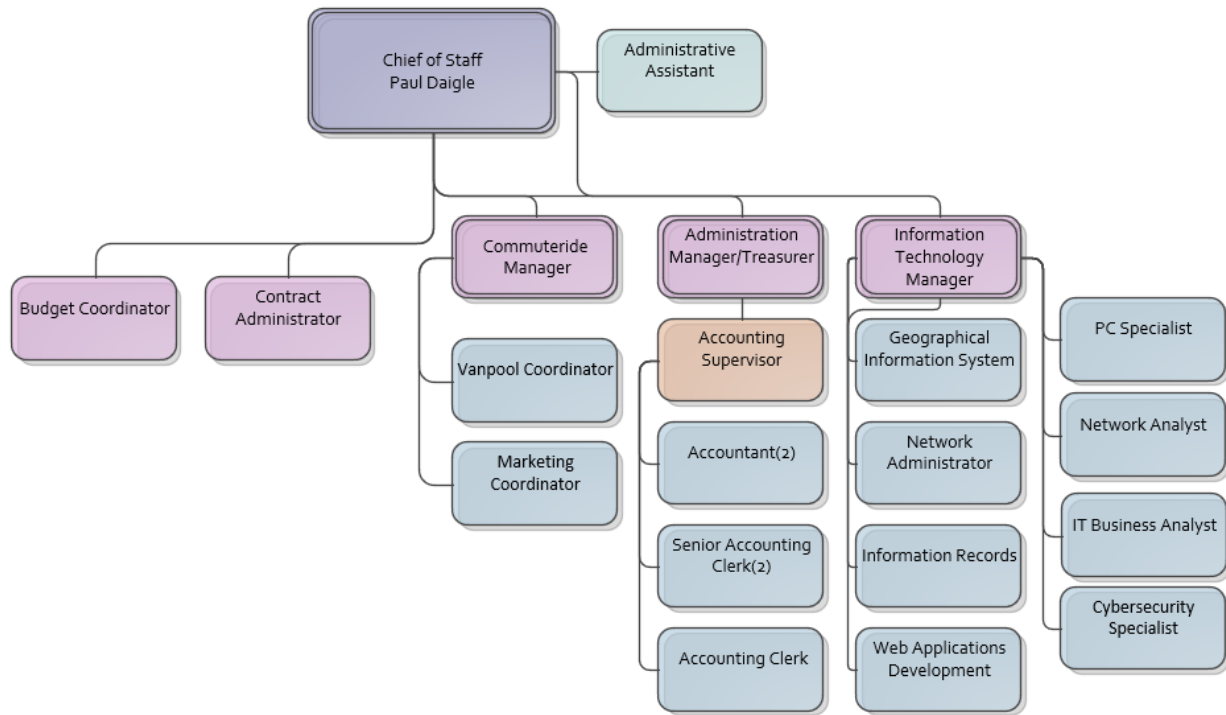 Chief of Staff
Paul Daigle
Administrative
Assistant
Budget Coordinator
Contract
Administrator
Commuteride
Manager
Vanpool Coordinator
Marketing
Coordinator
Administration
Manager/Treasurer
Accounting
Supervisor
Accountant(2)
Senior Accounting
Clerk(2)
Accounting Clerk
Information
Technology
Manager
Geographical
Information System
Network
Administrator
Information Records
Web Applications
Development
PC Specialist
Network Analyst
IT Business Analyst
Cybersecurity
Specialist